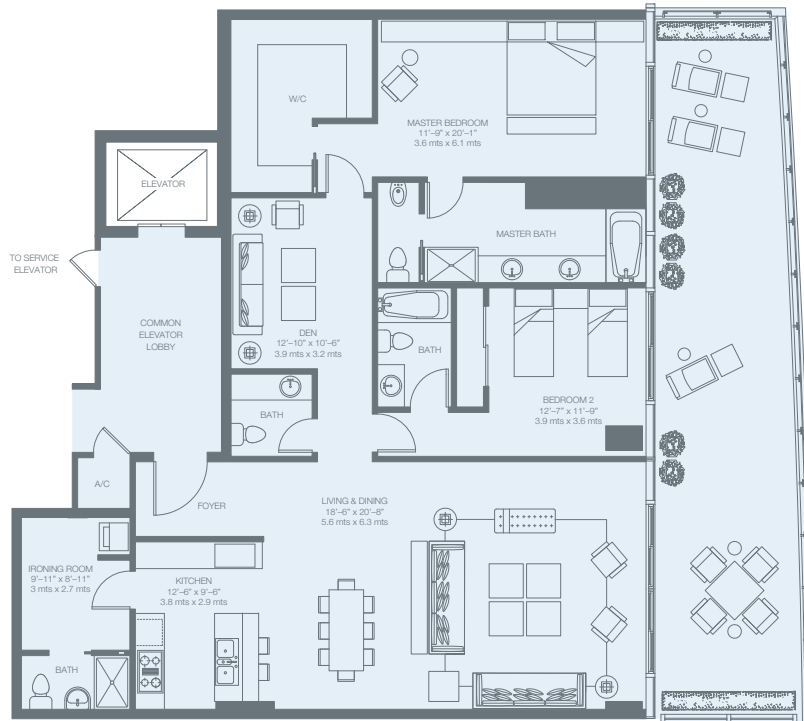 W/C
MASTER BEDROOM
11'-9" x 20'-1"
3.6 mts x 6.1 mts
ELEVATOR
MASTER BATH
TO SERVICE
ELEVATOR
COMMON
ELEVATOR
LOBBY
DEN
12'-10" x 10'-6"
3.9 mts x 3.2 mts
BATH
BEDROOM 2
12'-7" x 11'-9"
3.9 mts x 3.6 mts
BATH
A/C
FOYER
LIVING & DINING
18'-6" x 20'-8"
5.6 mts x 6.3 mts
IRONING ROOM
9'-11" x 8'-11"
3 mts x 2.7 mts
KITCHEN
12'-6" x 9'-6"
3.8 mts x 2.9 mts
BATH